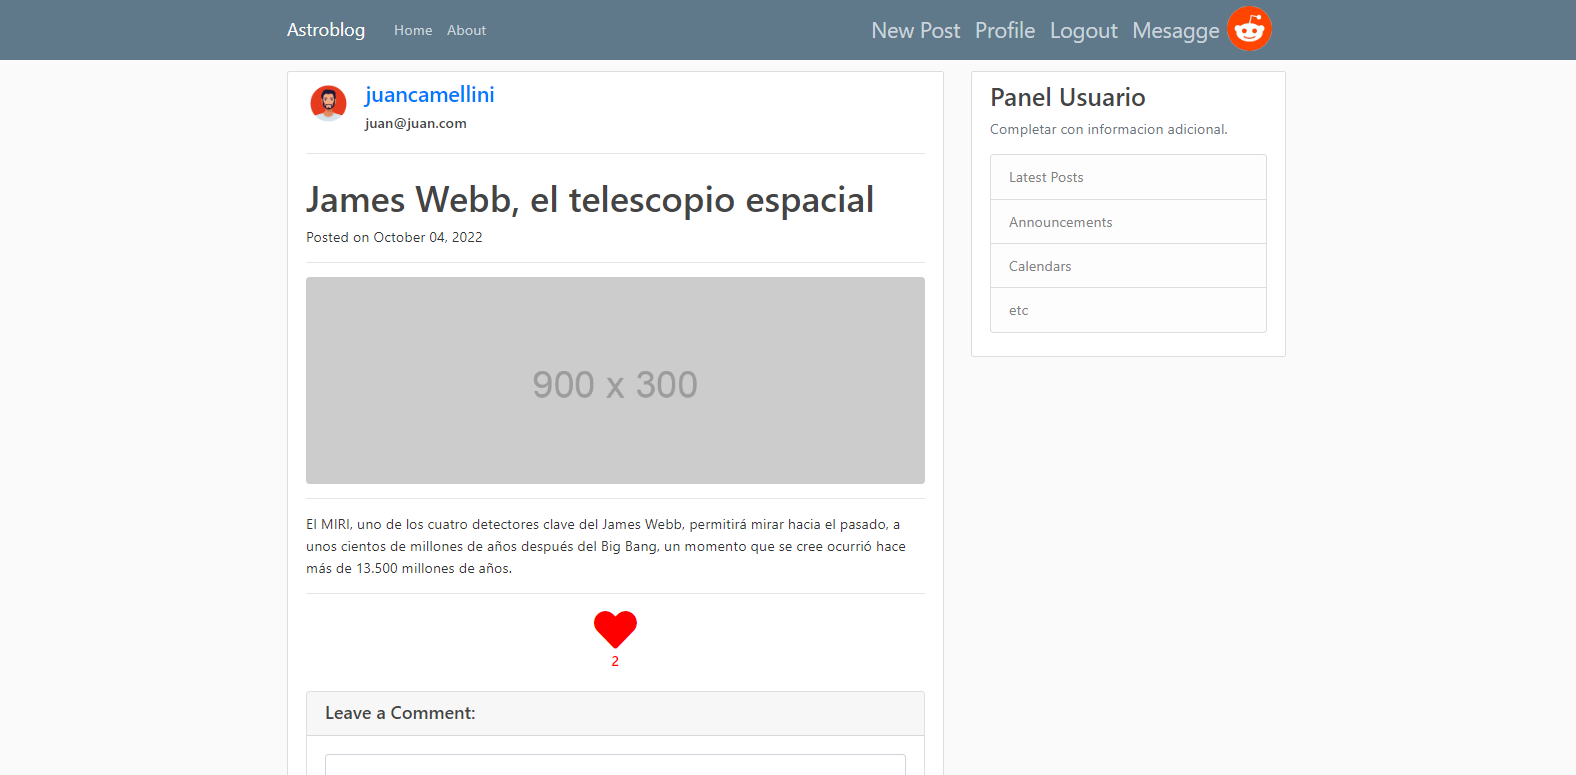 Astroblog Home About New Post Profile Logout Mesagge
juancamellini
juan@juan.com
James Webb, el telescopio espacial
Posted on October 04, 2022
900 x 300
El MIRI, uno de los cuatro detectores clave del James Webb, permitirá mirar hacia el pasado, a
unos cientos de millones de años después del Big Bang, un momento que se cree ocurrió hace
más de 13.500 millones de años.
2
Leave a Comment:
Panel Usuario
Completar con informacion adicional.
Latest Posts
Announcements
Calendars
etc